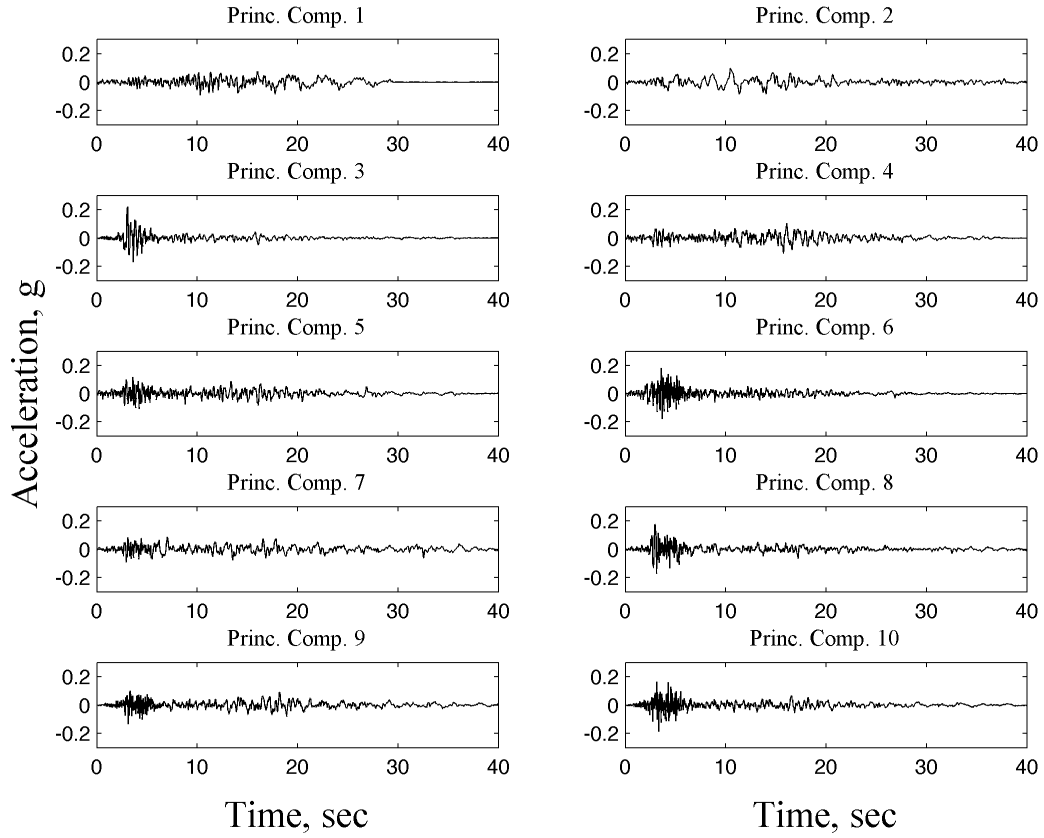 Princ. Comp. 1
0.2
0
-0.2
0 10 20 30 40
Princ. Comp. 2
0.2
0
-0.2
0 10 20 30 40
Princ. Comp. 3
0.2
0
-0.2
0 10 20 30 40
Princ. Comp. 4
0.2
0
-0.2
0 10 20 30 40
Princ. Comp. 5
0.2
0
-0.2
0 10 20 30 40
Princ. Comp. 6
0.2
0
-0.2
0 10 20 30 40
Princ. Comp. 7
0.2
0
-0.2
0 10 20 30 40
Princ. Comp. 8
0.2
0
-0.2
0 10 20 30 40
Princ. Comp. 9
0.2
0
-0.2
0 10 20 30 40
Princ. Comp. 10
0.2
0
-0.2
0 10 20 30 40
Acceleration, g
Time, sec
Time, sec